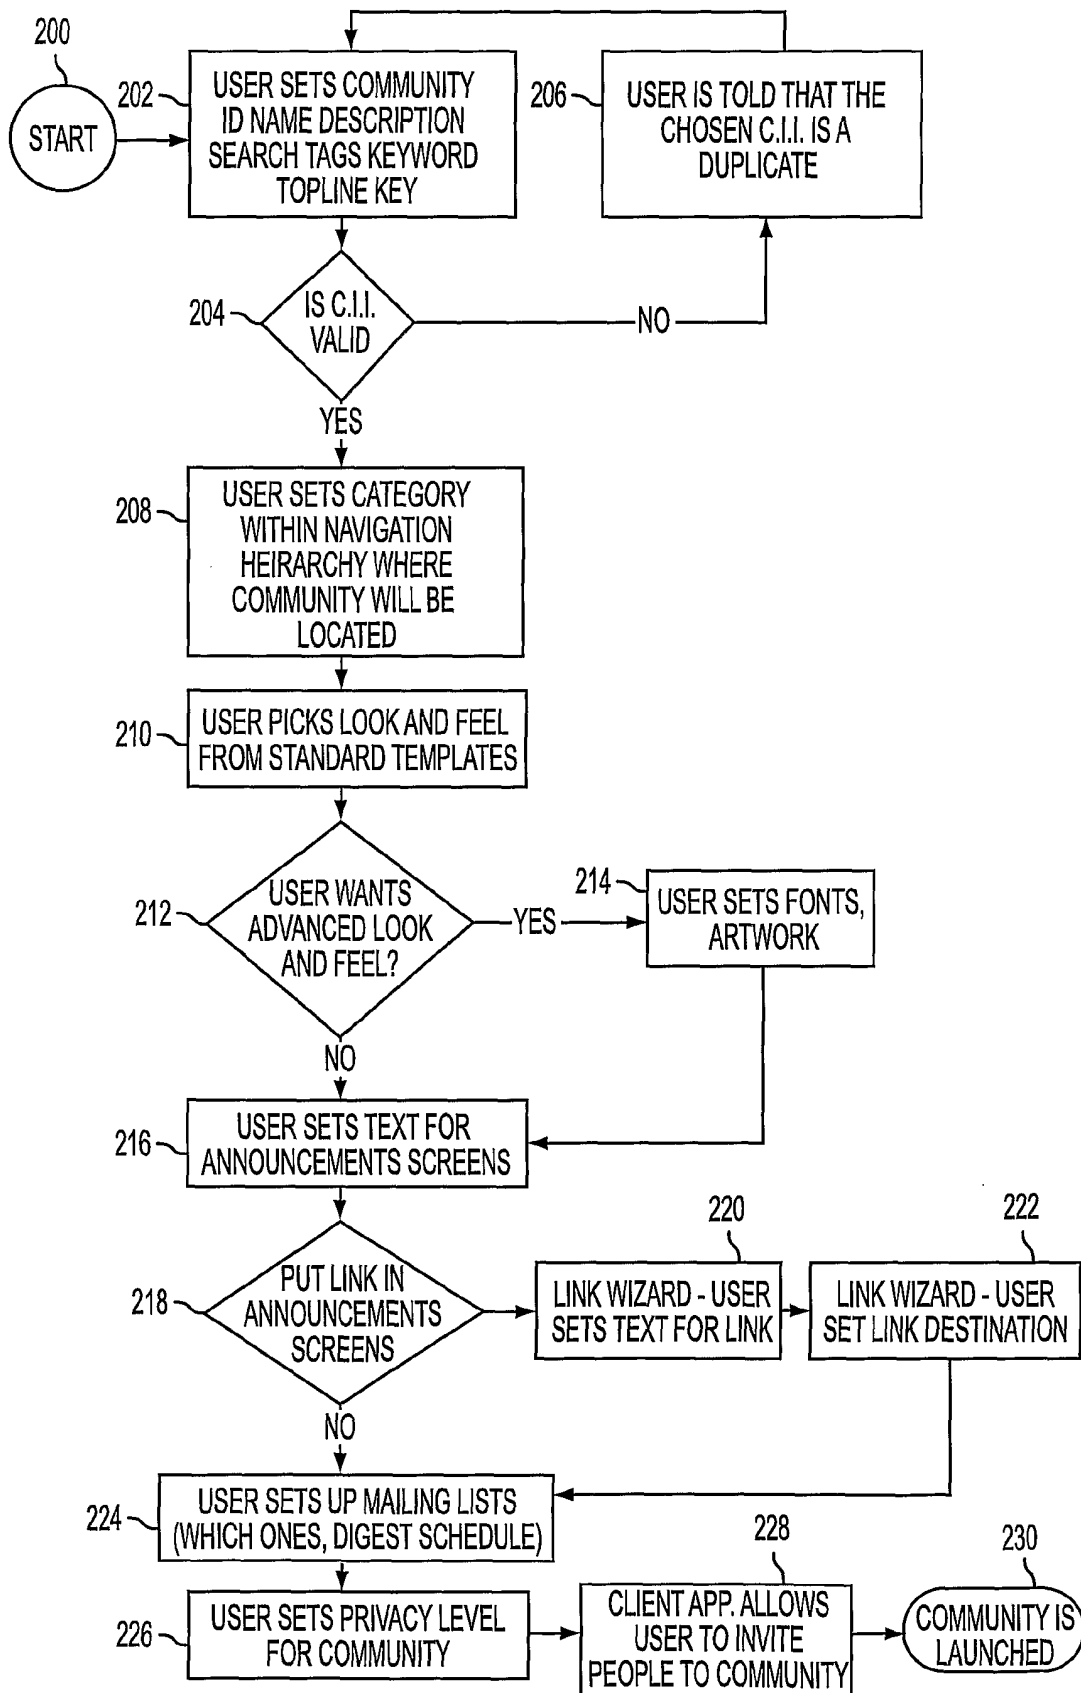 200
START
202
USER SETS COMMUNITY
ID NAME DESCRIPTION
SEARCH TAGS KEYWORD
TOPLINE KEY
206
USER IS TOLD THAT THE
CHOSEN C.I.I. IS A
DUPLICATE
204
IS C.I.I.
VALID
NO
YES
208
USER SETS CATEGORY
WITHIN NAVIGATION
HEIRARCHY WHERE
COMMUNITY WILL BE
LOCATED
210
USER PICKS LOOK AND FEEL
FROM STANDARD TEMPLATES
212
USER WANTS
ADVANCED LOOK
AND FEEL?
YES
214
USER SETS FONTS,
ARTWORK
NO
216
USER SETS TEXT FOR
ANNOUNCEMENTS SCREENS
218
PUT LINK IN
ANNOUNCEMENTS
SCREENS
220
LINK WIZARD - USER
SETS TEXT FOR LINK
222
LINK WIZARD - USER
SET LINK DESTINATION
NO
224
USER SETS UP MAILING LISTS
(WHICH ONES, DIGEST SCHEDULE)
226
USER SETS PRIVACY LEVEL
FOR COMMUNITY
228
CLIENT APP. ALLOWS
USER TO INVITE
PEOPLE TO COMMUNITY
230
COMMUNITY IS
LAUNCHED